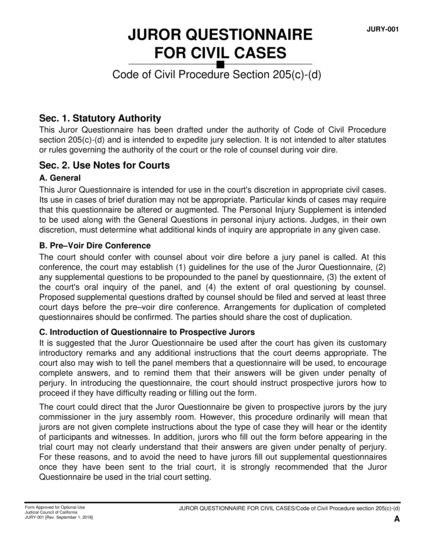 JURY-001
JUROR QUESTIONNAIRE
FOR CIVIL CASES
Code of Civil Procedure Section 205(c)-(d)
Sec. 1. Statutory Authority
This Juror Questionnaire has been drafted under the authority of Code of Civil Procedure
section 205(c)-(d) and is intended to expedite jury selection. It is not intended to alter statutes
or rules governing the authority of the court or the role of counsel during voir dire.
Sec. 2. Use Notes for Courts
A. General
This Juror Questionnaire is intended for use in the court's discretion in appropriate civil cases.
Its use in cases of brief duration may not be appropriate. Particular kinds of cases may require
that this questionnaire be altered or augmented. The Personal Injury Supplement is intended
to be used along with the General Questions in personal injury actions. Judges, in their own
discretion, must determine what additional kinds of inquiry are appropriate in any given case.
B. Pre–Voir Dire Conference
The court should confer with counsel about voir dire before a jury panel is called. At this
conference, the court may establish (1) guidelines for the use of the Juror Questionnaire, (2)
any supplemental questions to be propounded to the panel by questionnaire, (3) the extent of
the court's oral inquiry of the panel, and (4) the extent of oral questioning by counsel.
Proposed supplemental questions drafted by counsel should be filed and served at least three
court days before the pre–voir dire conference. Arrangements for duplication of completed
questionnaires should be confirmed. The parties should share the cost of duplication.
C. Introduction of Questionnaire to Prospective Jurors
It is suggested that the Juror Questionnaire be used after the court has given its customary
introductory remarks and any additional instructions that the court deems appropriate. The
court also may wish to tell the panel members that a questionnaire will be used, to encourage
complete answers, and to remind them that their answers will be given under penalty of
perjury. In introducing the questionnaire, the court should instruct prospective jurors how to
proceed if they have difficulty reading or filling out the form.
The court could direct that the Juror Questionnaire be given to prospective jurors by the jury
commissioner in the jury assembly room. However, this procedure ordinarily will mean that
jurors are not given complete instructions about the type of case they will hear or the identity
of participants and witnesses. In addition, jurors who fill out the form before appearing in the
trial court may not clearly understand that their answers are given under penalty of perjury.
For these reasons, and to avoid the need to have jurors fill out supplemental questionnaires
once they have been sent to the trial court, it is strongly recommended that the Juror
Questionnaire be used in the trial court setting.
Form Approved for Optional Use
Judicial Council of California
JURY-001 [Rev. September 1, 2018]
JUROR QUESTIONNAIRE FOR CIVIL CASES/Code of Civil Procedure section 205(c)-(d)
A